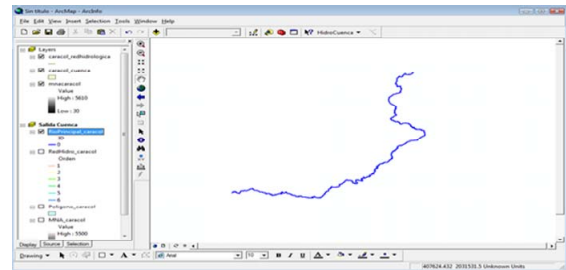 Sin título - ArcMap - ArcInfo
File Edit View Insert Selection Tools Window Help
HidroCuenca
Layers
caracol_redhidrologica
caracol_cuenca
mnacaracol
Value
High : 5610
Low : 30
Salida Cuenca
RioPrincipal_caracol
0
RedHidro_caracol
Orden
1
2
3
4
5
6
Poligono_caracol
MNA_caracol
Value
High : 5500
Display Source Selection
Drawing
A
Arial
10
B I U A
407624.432 2031531.5 Unknown Units